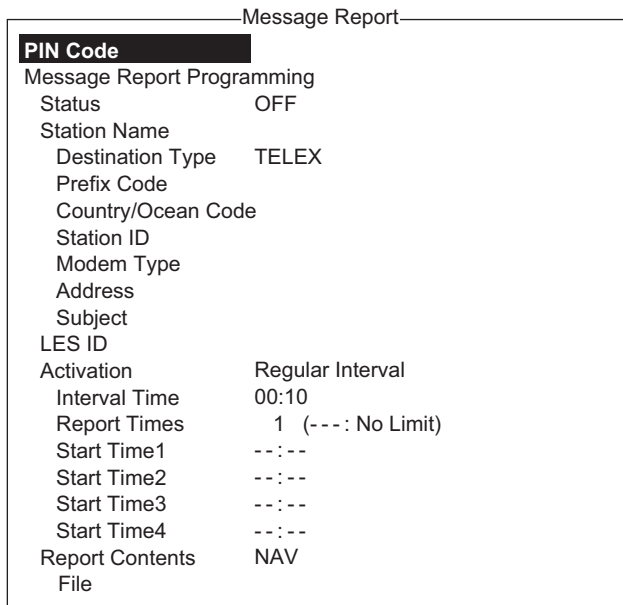 Message Report
PIN Code
Message Report Programming
Status OFF
Station Name
Destination Type TELEX
Prefix Code
Country/Ocean Code
Station ID
Modem Type
Address
Subject
LES ID
Activation Regular Interval
Interval Time 00:10
Report Times 1 (---: No Limit)
Start Time1 --:--
Start Time2 --:--
Start Time3 --:--
Start Time4 --:--
Report Contents NAV
File